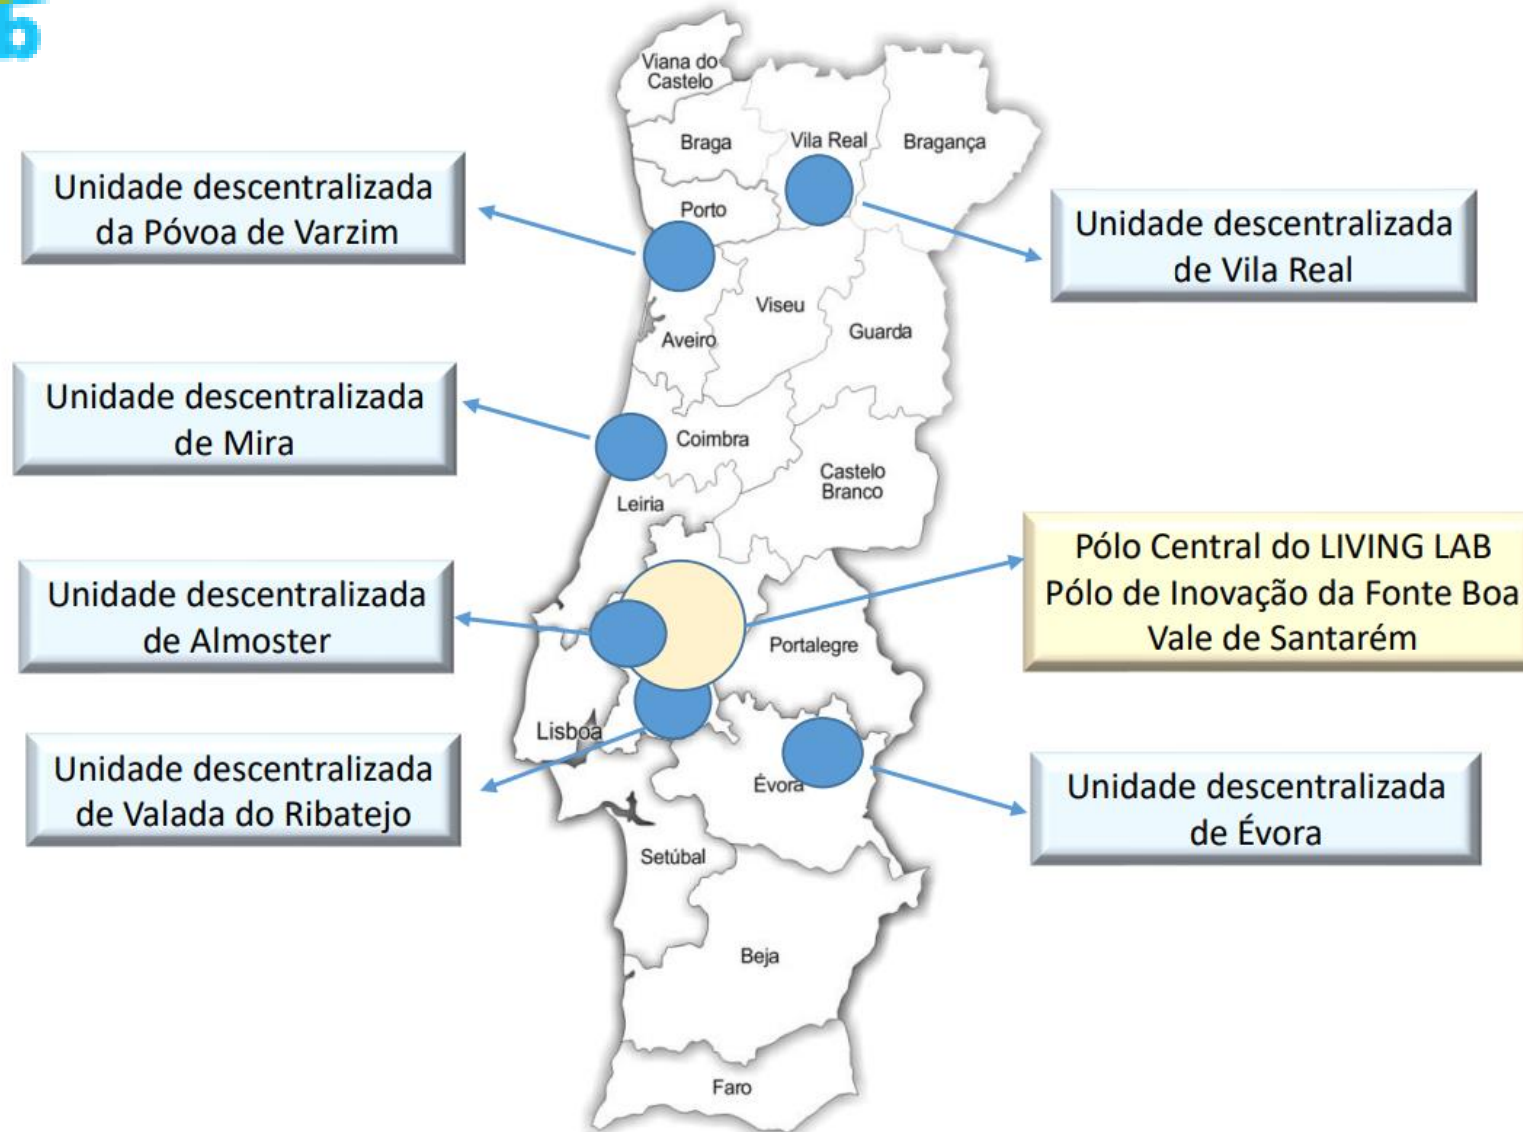 Viana do
Castelo
Braga
Vila Real
Bragança
Porto
Viseu
Guarda
Aveiro
Coimbra
Castelo
Branco
Leiria
Portalegre
Lisboa
Évora
Setúbal
Beja
Faro
Unidade descentralizada
da Póvoa de Varzim
Unidade descentralizada
de Mira
Unidade descentralizada
de Almoster
Unidade descentralizada
de Valada do Ribatejo
Unidade descentralizada
de Vila Real
Pólo Central do LIVING LAB
Pólo de Inovação da Fonte Boa
Vale de Santarém
Unidade descentralizada
de Évora